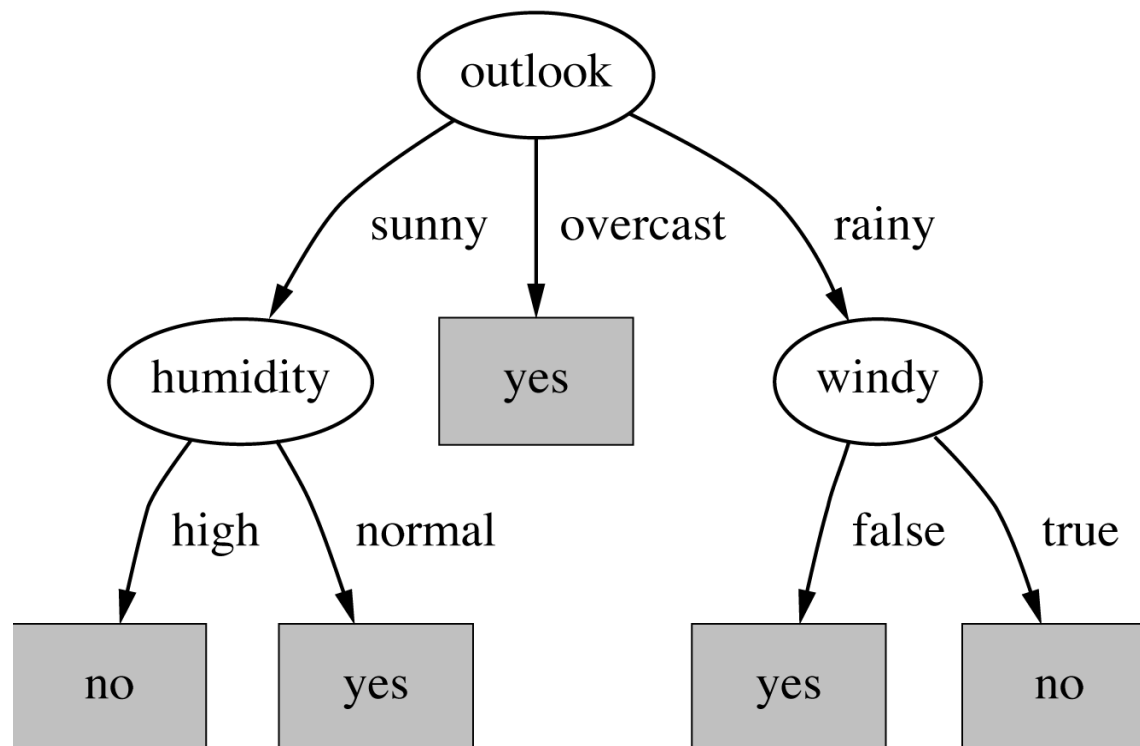 outlook
sunny overcast rainy
humidity yes windy
high normal false true
no yes yes no